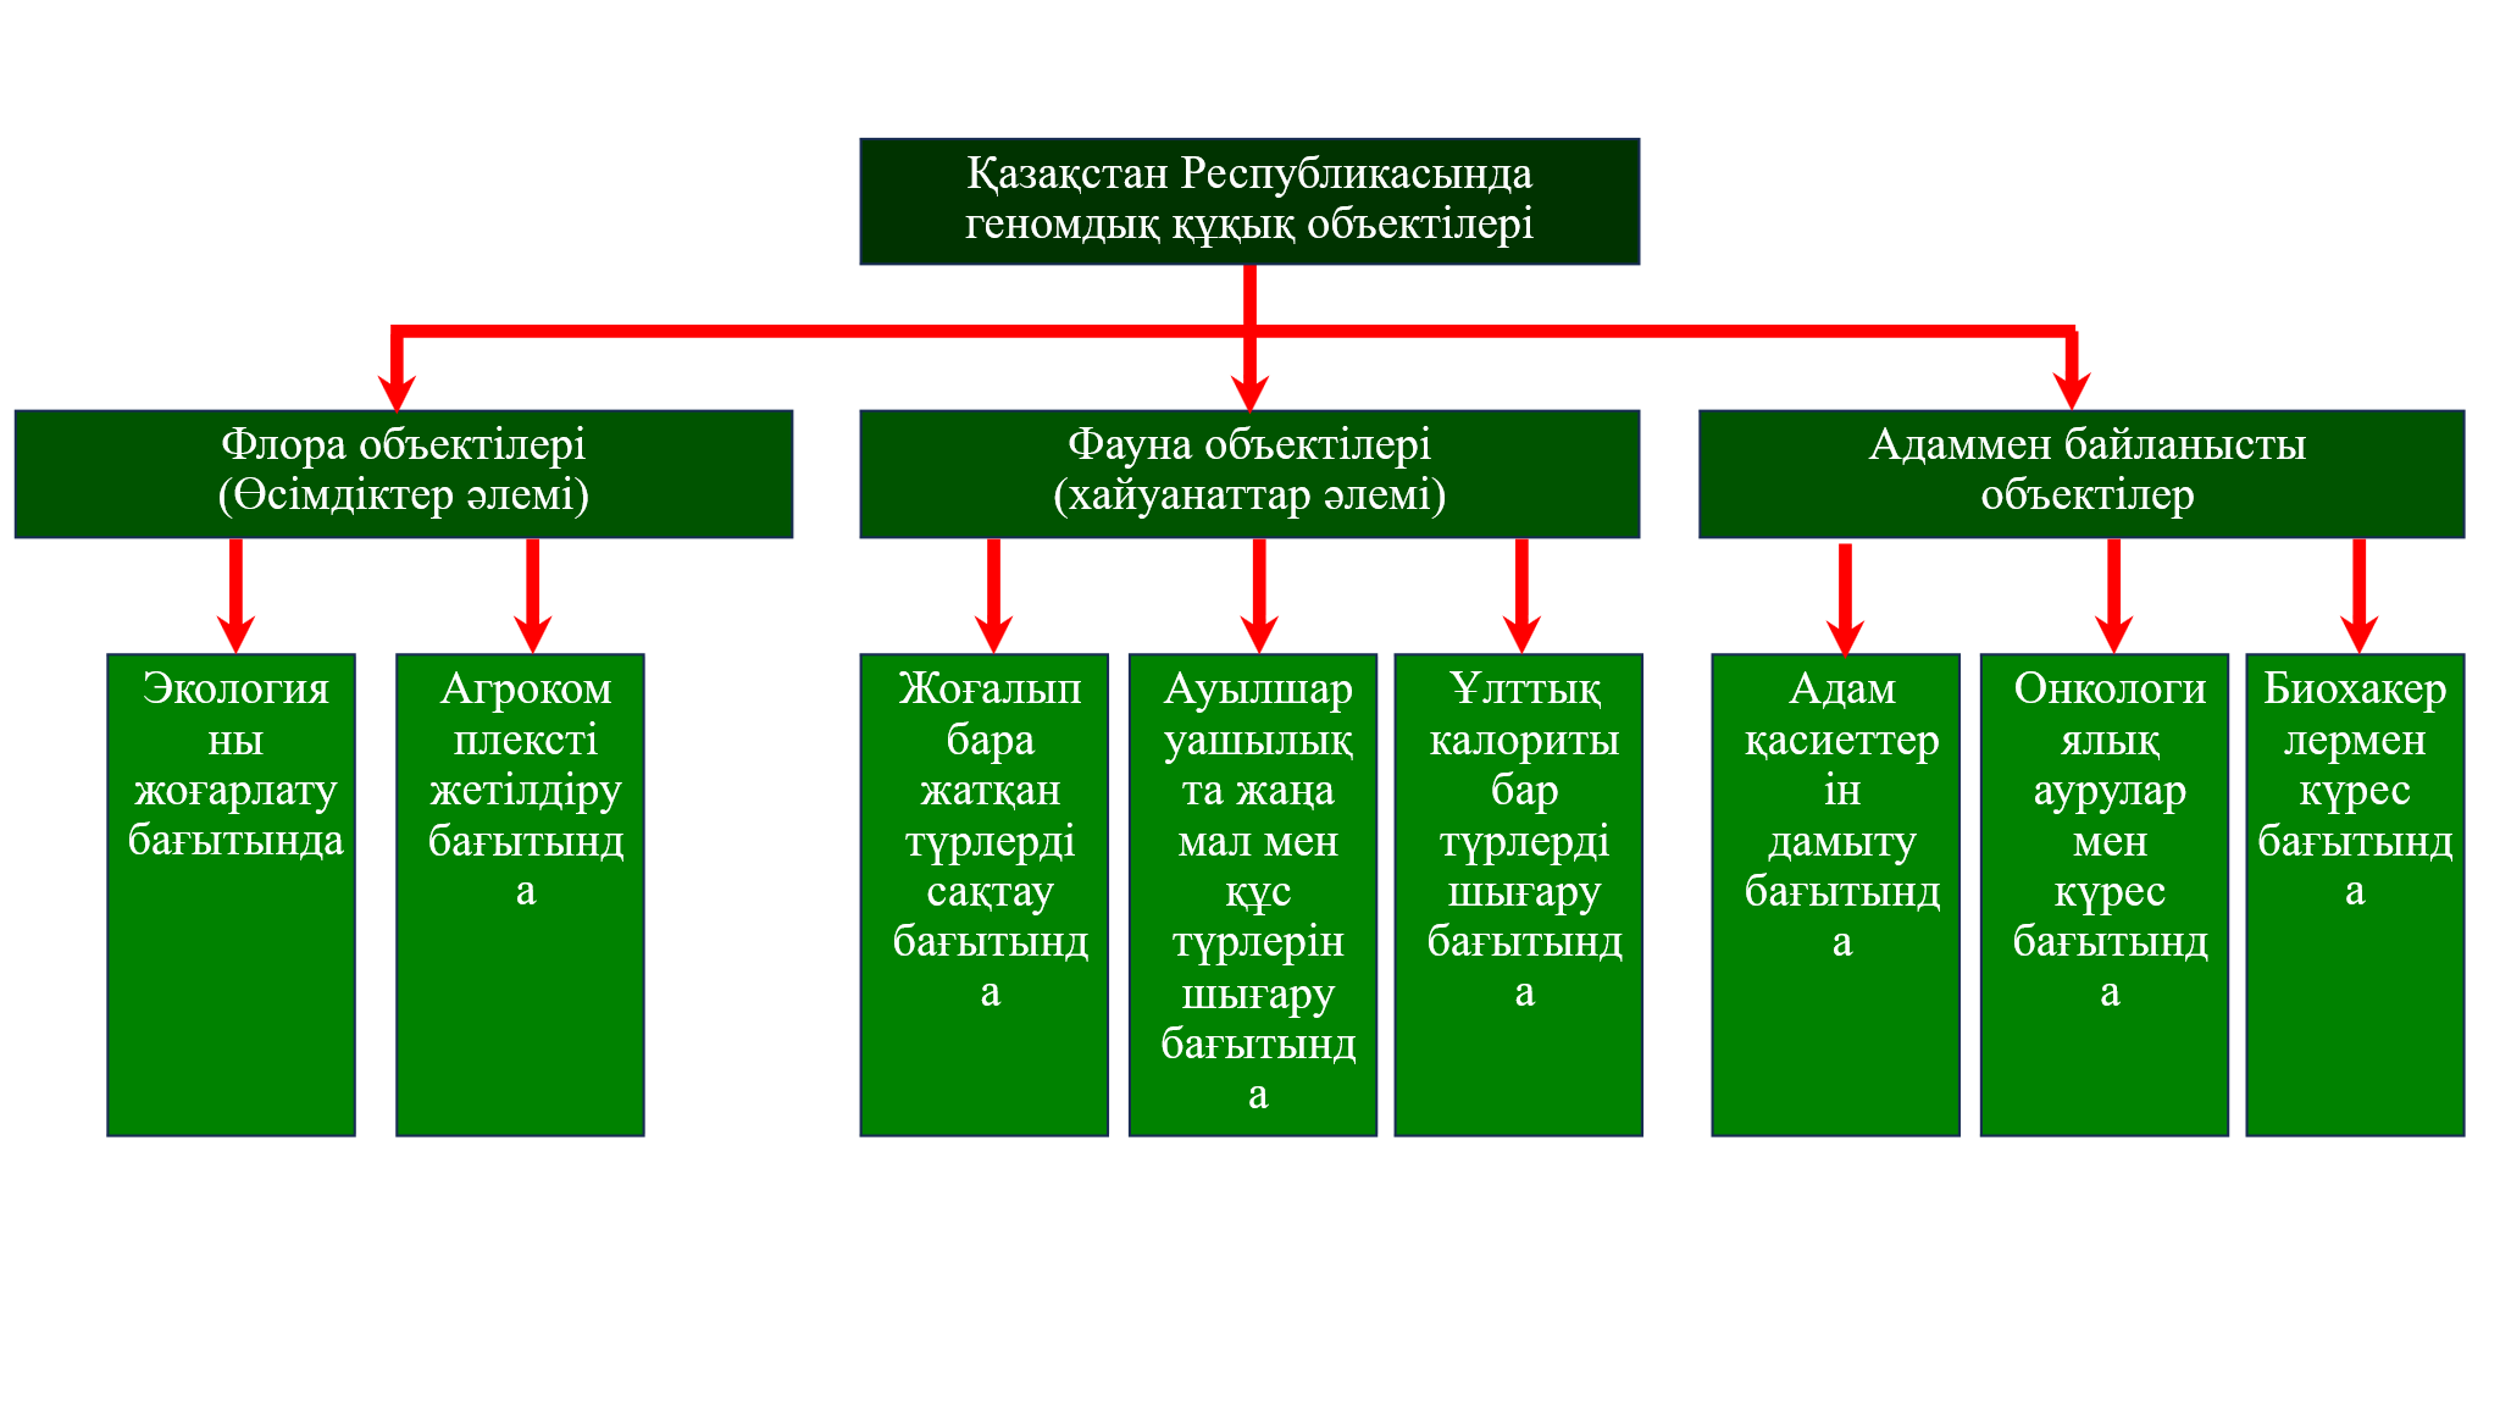 Қазақстан Республикасында
геномдық құқық объектілері
Флора объектілері
(Өсімдіктер әлемі)
Фауна объектілері
(хайуанаттар әлемі)
Адаммен байланысты
объектілер
Экология
ны
жоғарлату
бағытында
Агроком
плексті
жетілдіру
бағытынд
а
Жоғалып
бара
жатқан
түрлерді
сақтау
бағытынд
а
Ауылшар
уашылық
та жаңа
мал мен
құс
түрлерін
шығару
бағытынд
а
Ұлттық
калориты
бар
түрлерді
шығару
бағытынд
а
Адам
қасиеттер
ін
дамыту
бағытынд
а
Онкологи
ялық
аурулар
мен
күрес
бағытынд
а
Биохакер
лермен
күрес
бағытынд
а